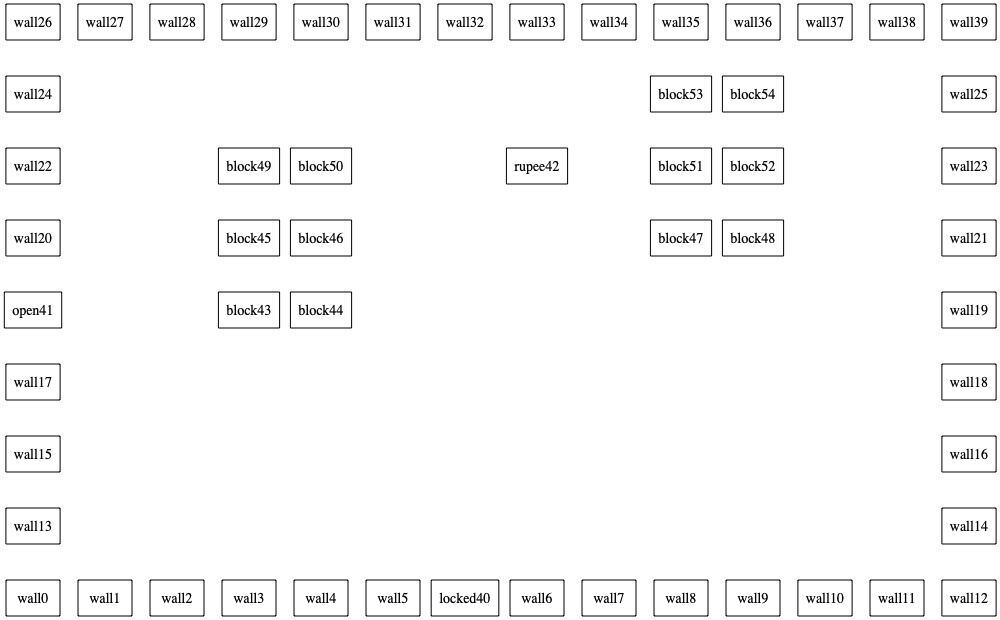 wall26 wall27 wall28 wall29 wall30 wall31 wall32 wall33 wall34 wall35 wall36 wall37 wall38 wall39
wall24 block53 block54 wall25
wall22 block49 block50 rupee42 block51 block52 wall23
wall20 block45 block46 block47 block48 wall21
open41 block43 block44 wall19
wall17 wall18
wall15 wall16
wall13 wall14
wall0 wall1 wall2 wall3 wall4 wall5 locked40 wall6 wall7 wall8 wall9 wall10 wall11 wall12